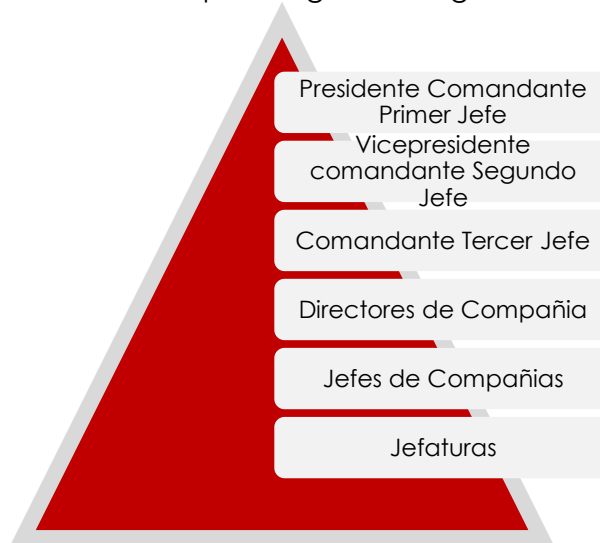 Presidente Comandante
Primer Jefe
Vicepresidente
comandante Segundo
Jefe
Comandante Tercer Jefe
Directores de Compañia
Jefes de Compañias
Jefaturas